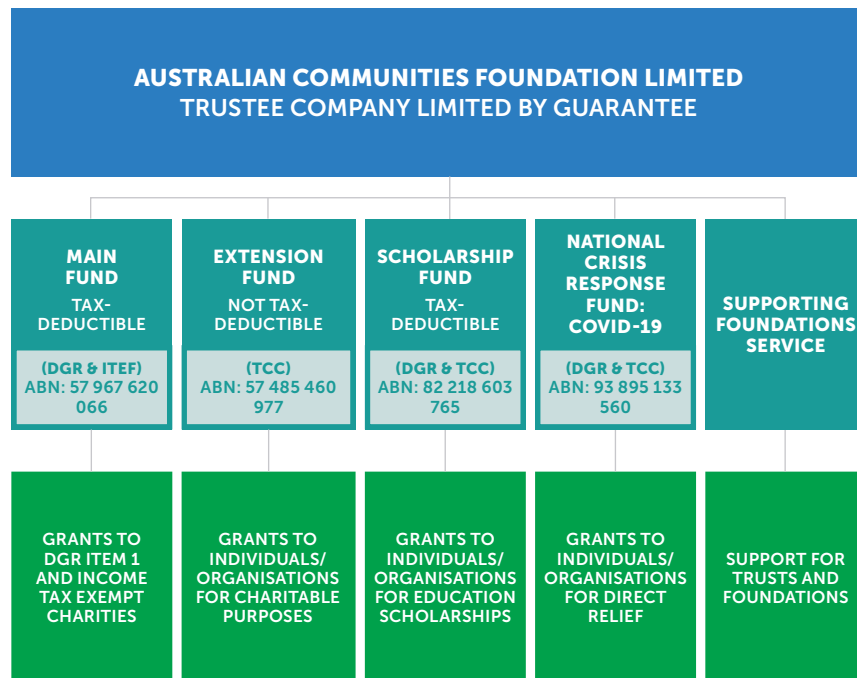 AUSTRALIAN COMMUNITIES FOUNDATION LIMITED
TRUSTEE COMPANY LIMITED BY GUARANTEE
MAIN
FUND
TAX-
DEDUCTIBLE
(DGR & ITEF)
ABN: 57 967 620
066
EXTENSION
FUND
NOT TAX-
DEDUCTIBLE
(TCC)
ABN: 57 485 460
977
SCHOLARSHIP
FUND
TAX-
DEDUCTIBLE
(DGR & TCC)
ABN: 82 218 603
765
NATIONAL
CRISIS
RESPONSE
FUND:
COVID-19
(DGR & TCC)
ABN: 93 895 133
560
SUPPORTING
FOUNDATIONS
SERVICE
GRANTS TO
DGR ITEM 1
AND INCOME
TAX EXEMPT
CHARITIES
GRANTS TO
INDIVIDUALS/
ORGANISATIONS
FOR CHARITABLE
PURPOSES
GRANTS TO
INDIVIDUALS/
ORGANISATIONS
FOR EDUCATION
SCHOLARSHIPS
GRANTS TO
INDIVIDUALS/
ORGANISATIONS
FOR DIRECT
RELIEF
SUPPORT FOR
TRUSTS AND
FOUNDATIONS